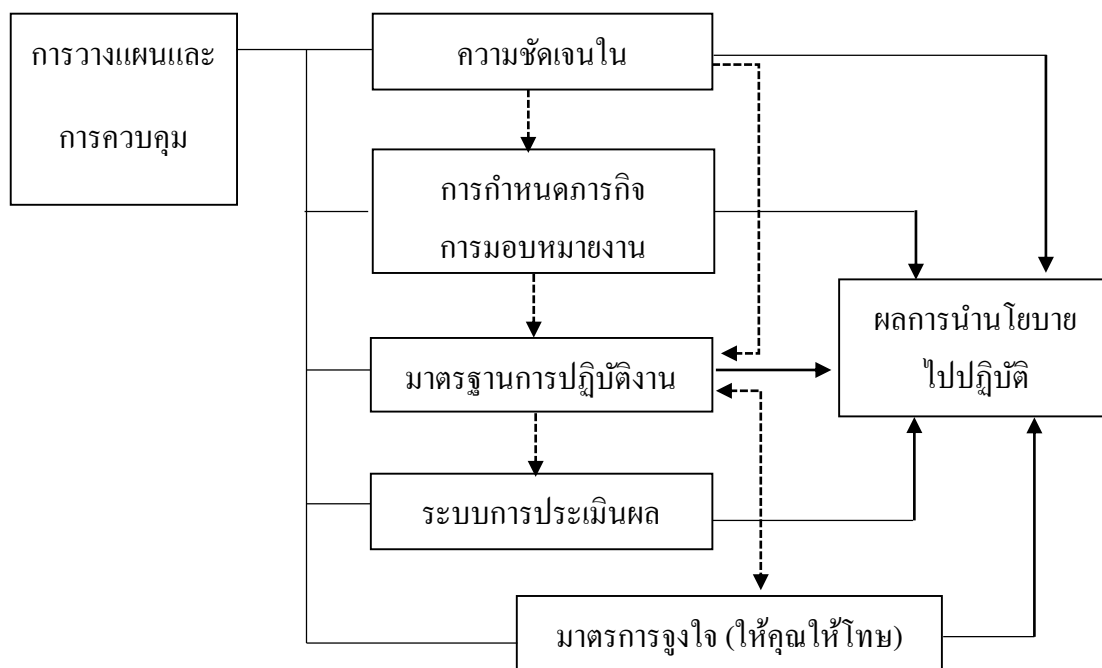 การวางแผนและ
การควบคุม
ความชัดเจนใน
การกำหนดภารกิจ
การมอบหมายงาน
มาตรฐานการปฏิบัติงาน
ระบบการประเมินผล
มาตรการจูงใจ (ให้คุณให้โทษ)
ผลการนำนโยบาย
ไปปฏิบัติ